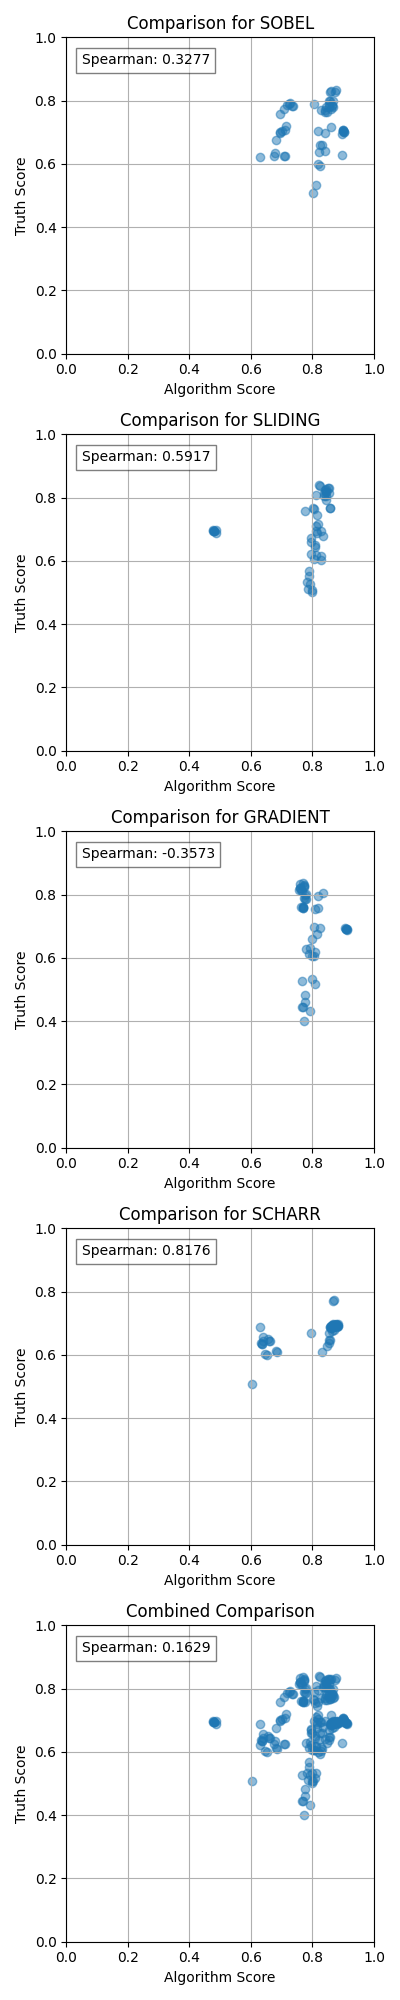 Comparison for SOBEL
Spearman: 0.3277
1.0
0.8
0.6
0.4
0.2
0.0
Truth Score
0.0 0.2 0.4 0.6 0.8 1.0
Algorithm Score
Comparison for SLIDING
Spearman: 0.5917
1.0
0.8
0.6
0.4
0.2
0.0
Truth Score
0.0 0.2 0.4 0.6 0.8 1.0
Algorithm Score
Comparison for GRADIENT
Spearman: -0.3573
1.0
0.8
0.6
0.4
0.2
0.0
Truth Score
0.0 0.2 0.4 0.6 0.8 1.0
Algorithm Score
Comparison for SCHARR
Spearman: 0.8176
1.0
0.8
0.6
0.4
0.2
0.0
Truth Score
0.0 0.2 0.4 0.6 0.8 1.0
Algorithm Score
Combined Comparison
Spearman: 0.1629
1.0
0.8
0.6
0.4
0.2
0.0
Truth Score
0.0 0.2 0.4 0.6 0.8 1.0
Algorithm Score